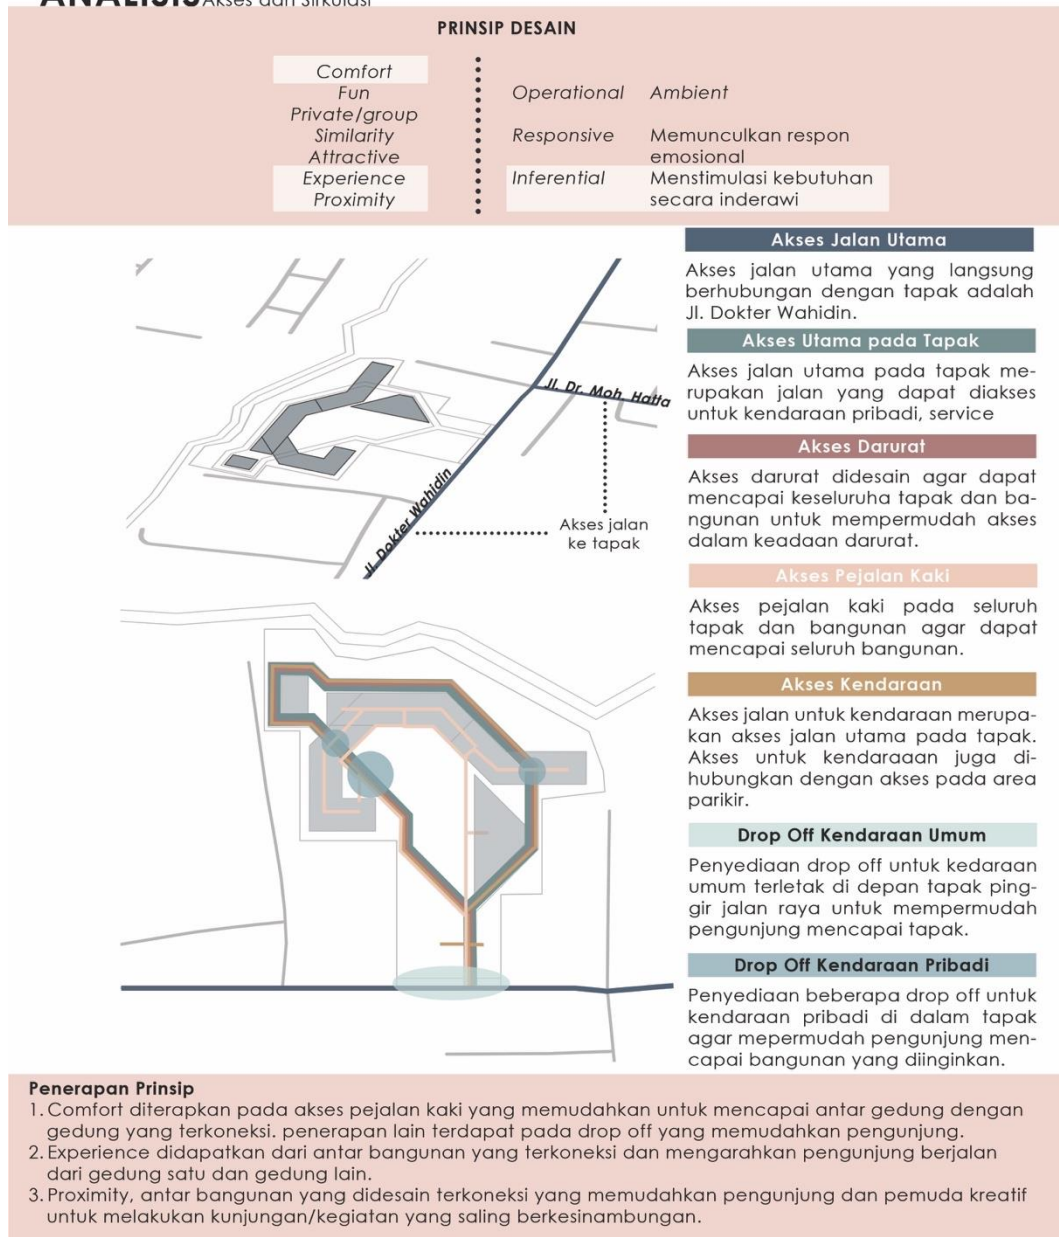 ANALISIS Akses dan Sirkulasi
PRINSIP DESAIN
Comfort
Fun
Private/group
Similarity
Attractive
Experience
Proximity
Operational Ambient
Responsive Memunculkan respon
emosional
Inferential Menstimulasi kebutuhan
secara inderawi
Jl. Dr. Moh. Hatta
Jl. Dokter Wahidin
Akses jalan
ke tapak
Akses Jalan Utama
Akses jalan utama yang langsung
berhubungan dengan tapak adalah
Jl. Dokter Wahidin.
Akses Utama pada Tapak
Akses jalan utama pada tapak me-
rupakan jalan yang dapat diakses
untuk kendaraan pribadi, service
Akses Darurat
Akses darurat didesain agar dapat
mencapai keseluruha tapak dan ba-
ngunan untuk mempermudah akses
dalam keadaan darurat.
Akses Pejalan Kaki
Akses pejalan kaki pada seluruh
tapak dan bangunan agar dapat
mencapai seluruh bangunan.
Akses Kendaraan
Akses jalan untuk kendaraan merupa-
kan akses jalan utama pada tapak.
Akses untuk kendaraaan juga di-
hubungkan dengan akses pada area
parikir.
Drop Off Kendaraan Umum
Penyediaan drop off untuk kedaraan
umum terletak di depan tapak ping-
gir jalan raya untuk mempermudah
pengunjung mencapai tapak.
Drop Off Kendaraan Pribadi
Penyediaan beberapa drop off untuk
kendaraan pribadi di dalam tapak
agar mepermudah pengunjung men-
capai bangunan yang diinginkan.
Penerapan Prinsip
1. Comfort diterapkan pada akses pejalan kaki yang memudahkan untuk mencapai antar gedung dengan
gedung yang terkoneksi. penerapan lain terdapat pada drop off yang memudahkan pengunjung.
2. Experience didapatkan dari antar bangunan yang terkoneksi dan mengarahkan pengunjung berjalan
dari gedung satu dan gedung lain.
3. Proximity, antar bangunan yang didesain terkoneksi yang memudahkan pengunjung dan pemuda kreatif
untuk melakukan kunjungan/kegiatan yang saling berkesinambungan.